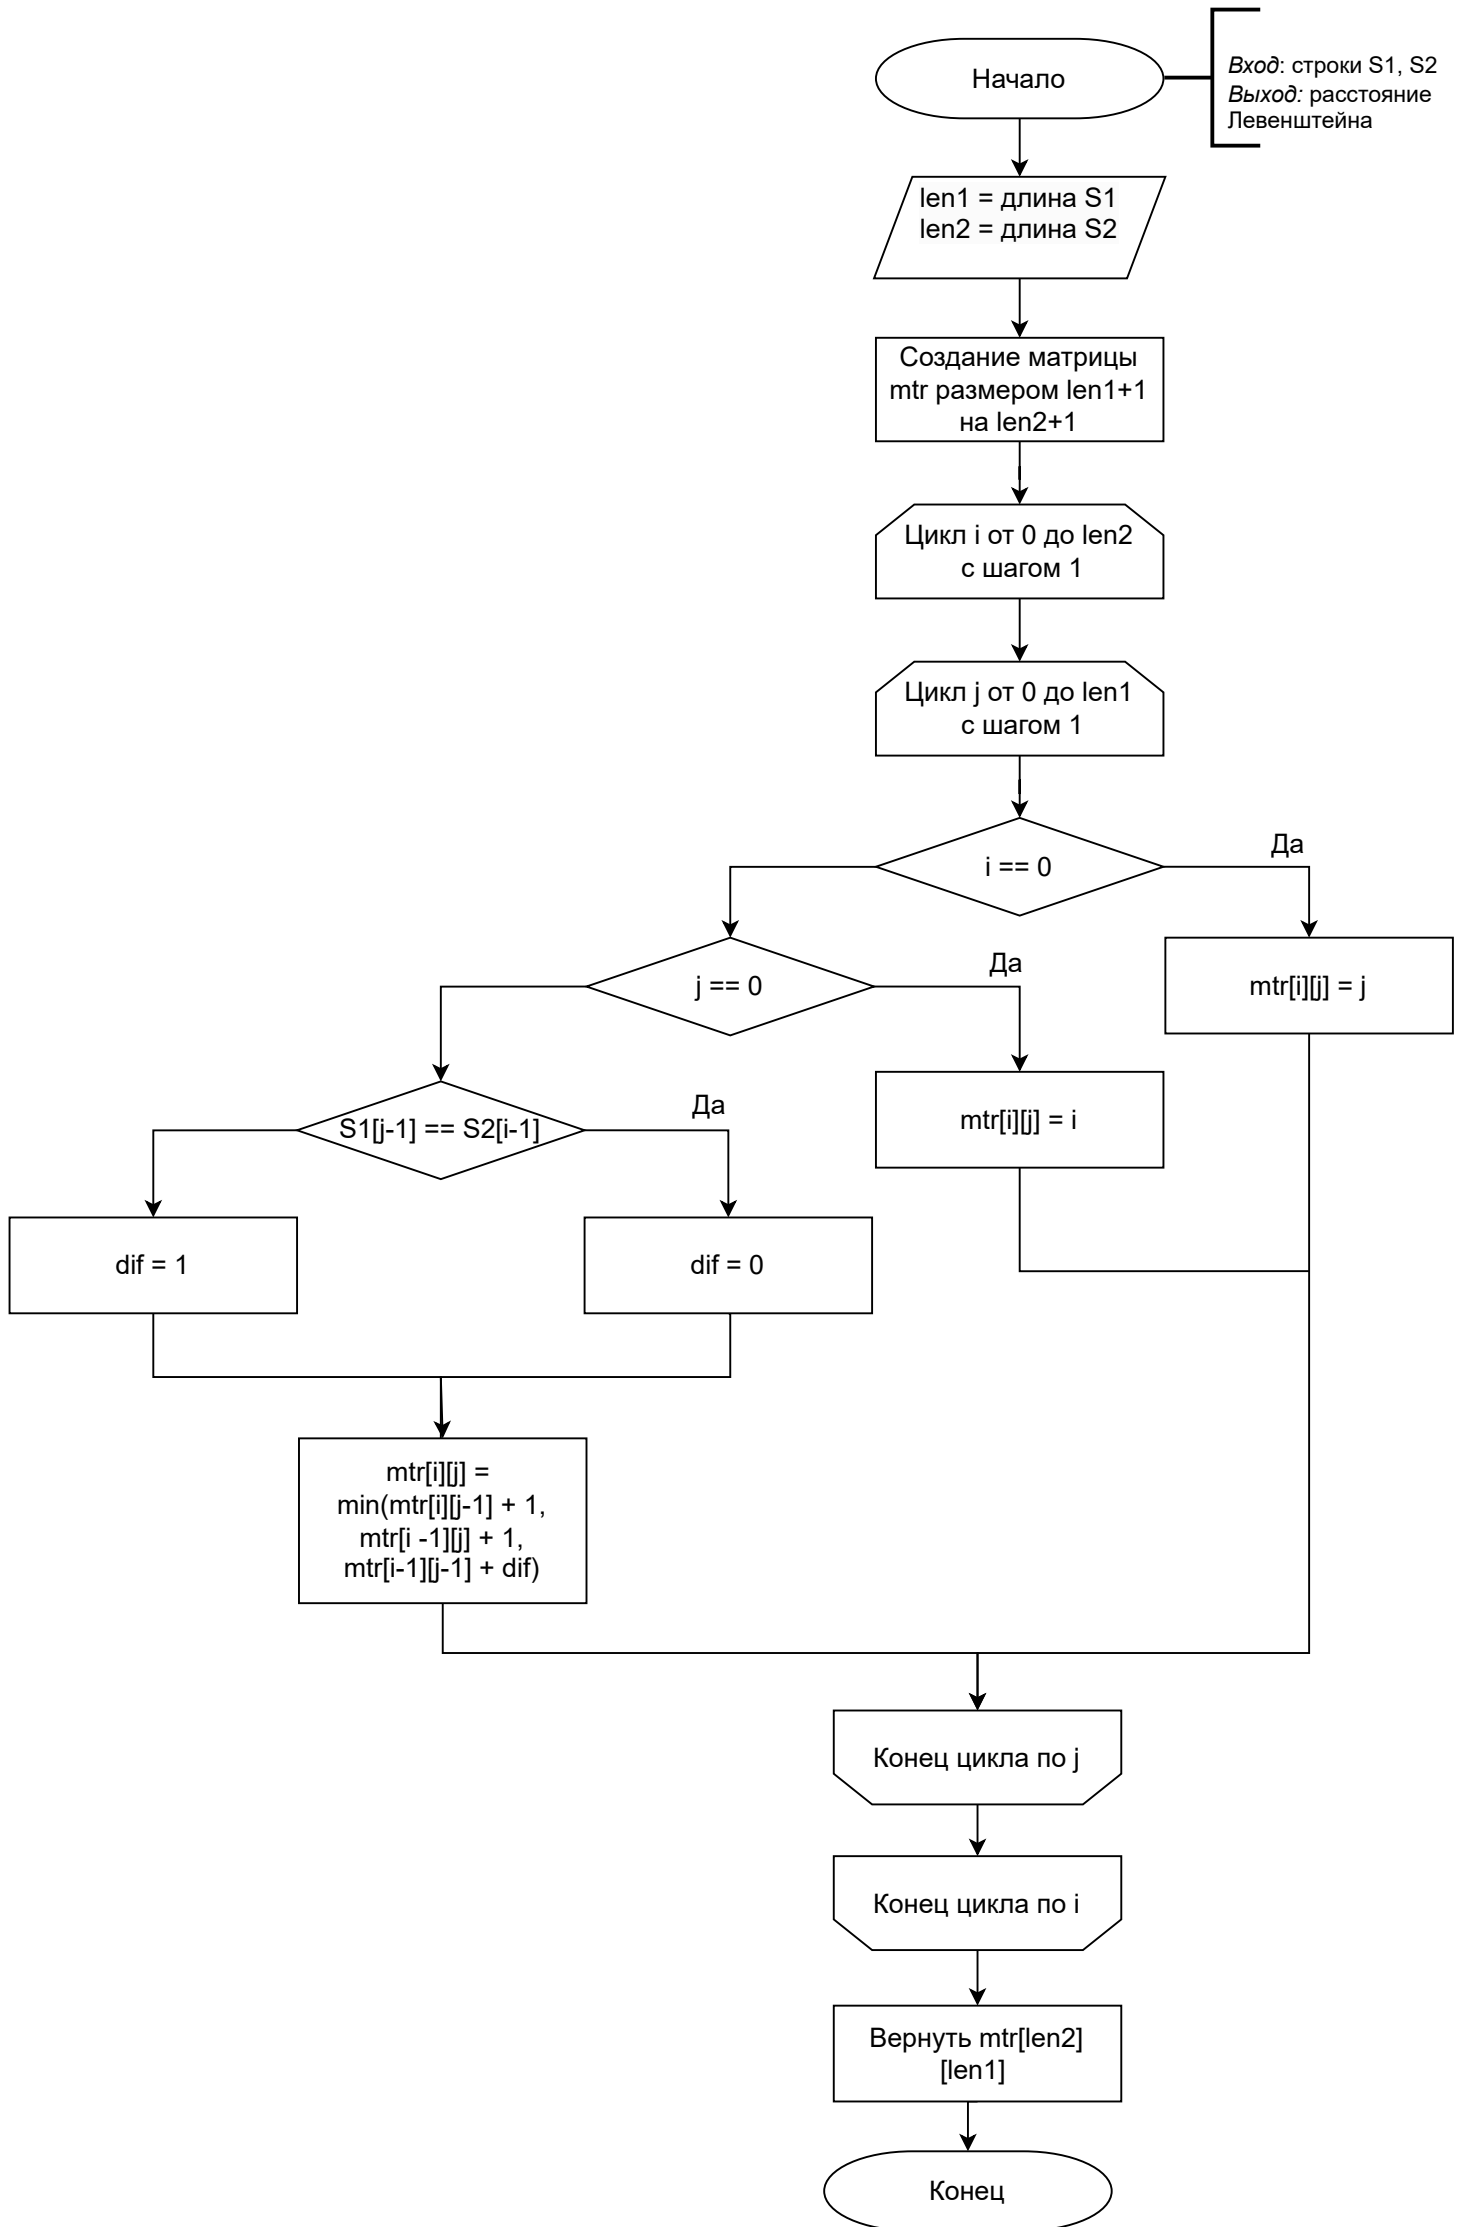 Начало
Вход: строки S1, S2
Выход: расстояние
Левенштейна
len1 = длина S1
len2 = длина S2
Создание матрицы
mtr размером len1+1
на len2+1
Цикл i от 0 до len2
с шагом 1
Цикл j от 0 до len1
с шагом 1
i == 0
Да
j == 0
Да
mtr[i][j] = j
S1[j-1] == S2[i-1]
Да
mtr[i][j] = i
dif = 1
dif = 0
mtr[i][j] =
min(mtr[i][j-1] + 1,
mtr[i -1][j] + 1,
mtr[i-1][j-1] + dif)
Конец цикла по j
Конец цикла по i
Вернуть mtr[len2]
[len1]
Конец